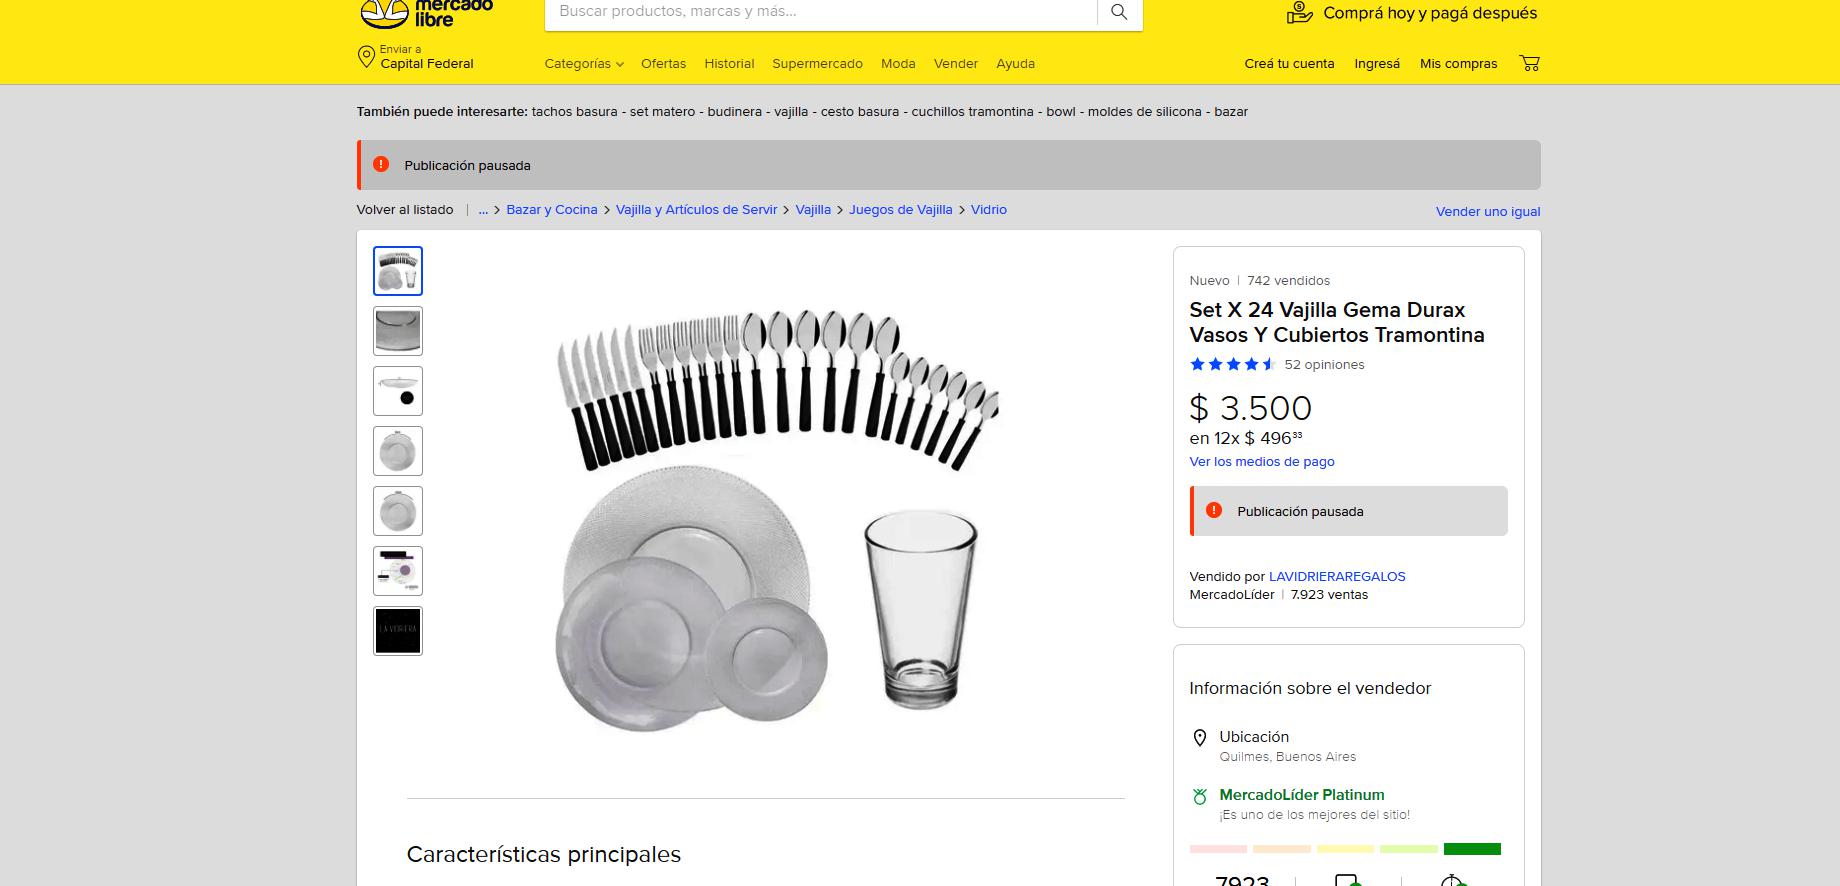 mercado
libre
Buscar productos, marcas y más...
Comprá hoy y pagá después
Enviar a
Capital Federal
Categorías
Ofertas
Historial
Supermercado
Moda
Vender
Ayuda
Creá tu cuenta
Ingresá
Mis compras
También puede interesarte: tachos basura - set matero - budinera - vajilla - cesto basura - cuchillos tramontina - bowl - moldes de silicona - bazar
Publicación pausada
Volver al listado | ... > Bazar y Cocina > Vajilla y Artículos de Servir > Vajilla > Juegos de Vajilla > Vidrio
Vender uno igual
Nuevo | 742 vendidos
Set X 24 Vajilla Gema Durax
Vasos Y Cubiertos Tramontina
52 opiniones
$ 3.500
en 12x $ 496³³
Ver los medios de pago
Publicación pausada
Vendido por LAVIDRIERAREGALOS
MercadoLíder | 7.923 ventas
LA VIDRIERA
Información sobre el vendedor
Ubicación
Quilmes, Buenos Aires
MercadoLíder Platinum
¡Es uno de los mejores del sitio!
Características principales
7923